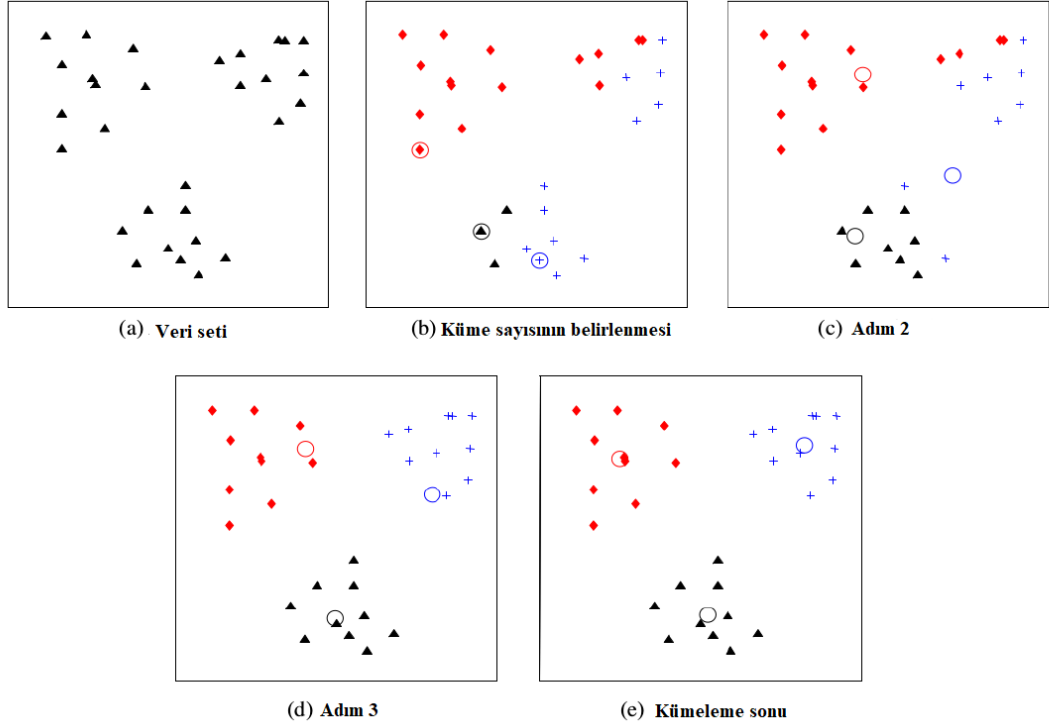 (a) Veri seti
(b) Küme sayısının belirlenmesi
(c) Adım 2
(d) Adım 3
(e) Kümeleme sonu